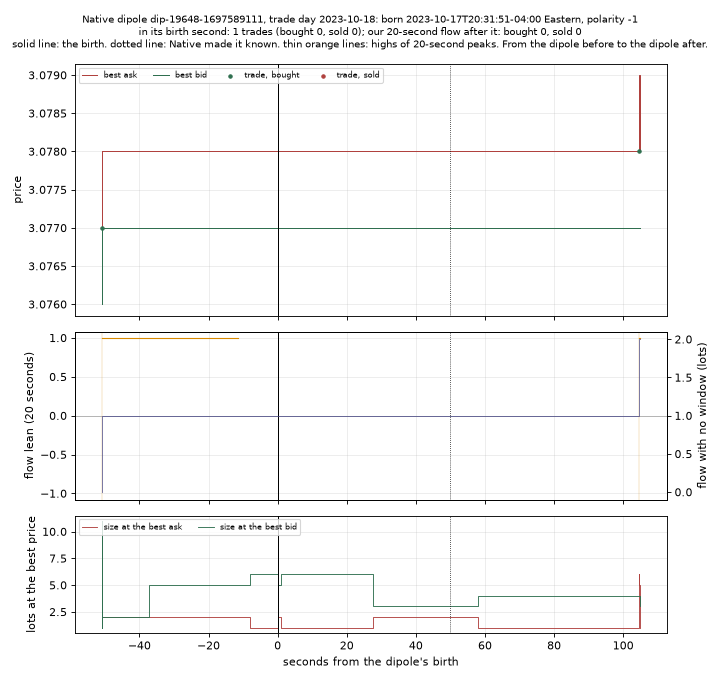 Native dipole dip-19648-1697589111, trade day 2023-10-18: born 2023-10-17T20:31:51-04:00 Eastern, polarity -1
in its birth second: 1 trades (bought 0, sold 0); our 20-second flow after it: bought 0, sold 0
solid line: the birth. dotted line: Native made it known. thin orange lines: highs of 20-second peaks. From the dipole before to the dipole after.
best ask best bid trade, bought trade, sold
3.0790
3.0785
3.0780
3.0775
3.0770
3.0765
3.0760
price
1.0
0.5
0.0
−0.5
−1.0
flow lean (20 seconds)
2.0
1.5
1.0
0.5
0.0
flow with no window (lots)
size at the best ask size at the best bid
10.0
7.5
5.0
2.5
lots at the best price
−40 −20 0 20 40 60 80 100
seconds from the dipole's birth